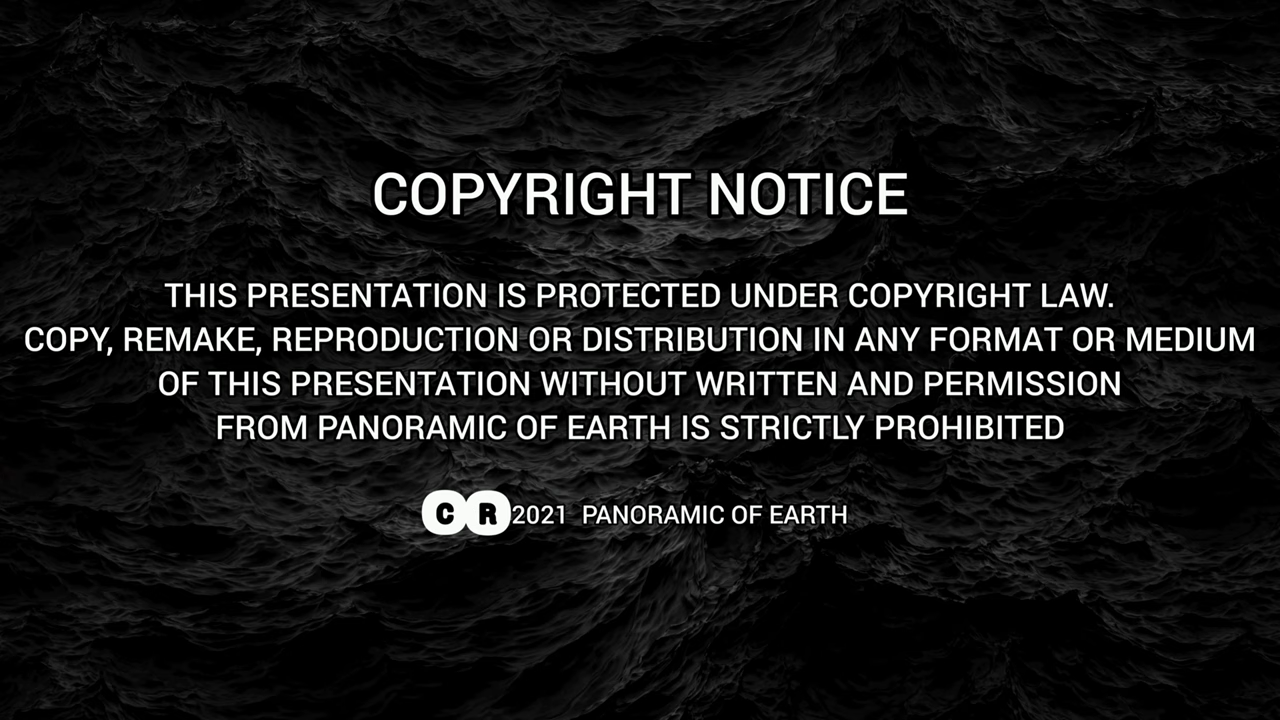 COPYRIGHT NOTICE
THIS PRESENTATION IS PROTECTED UNDER COPYRIGHT LAW.
COPY, REMAKE, REPRODUCTION OR DISTRIBUTION IN ANY FORMAT OR MEDIUM
OF THIS PRESENTATION WITHOUT WRITTEN AND PERMISSION
FROM PANORAMIC OF EARTH IS STRICTLY PROHIBITED
CR 2021 PANORAMIC OF EARTH